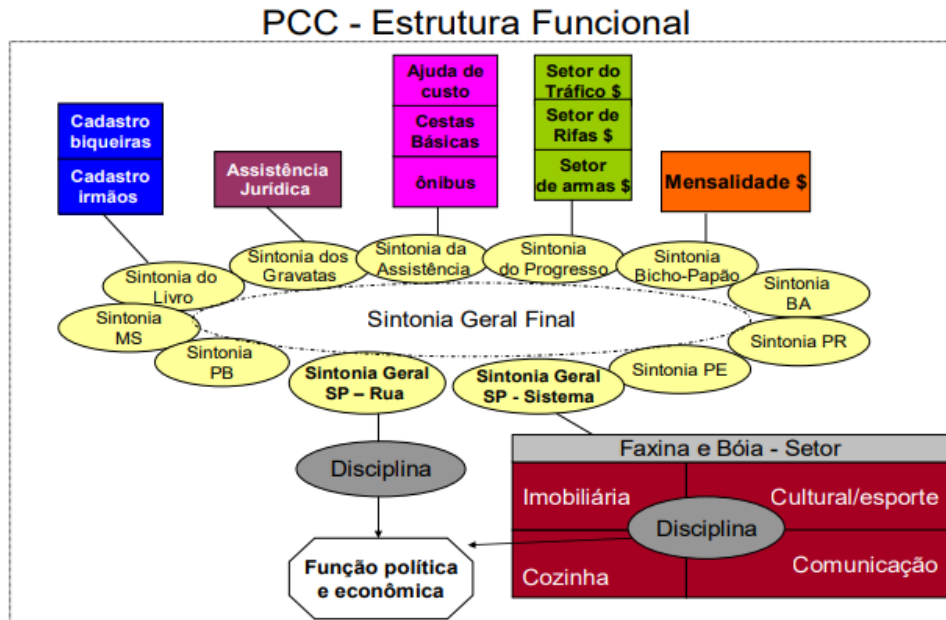 PCC - Estrutura Funcional
Cadastro
biqueiras
Cadastro
irmãos
Assistência
Jurídica
Ajuda de
custo
Cestas
Básicas
ônibus
Setor do
Tráfico $
Setor de
Rifas $
Setor
de armas $
Mensalidade $
Sintonia do
Livro
Sintonia dos
Gravatas
Sintonia da
Assistência
Sintonia
do Progresso
Sintonia
Bicho-Papão
Sintonia
BA
Sintonia
MS
Sintonia Geral Final
Sintonia PR
Sintonia
PB
Sintonia Geral
SP – Rua
Sintonia Geral
SP - Sistema
Sintonia PE
Disciplina
Faxina e Bóia - Setor
Imobiliária
Cultural/esporte
Disciplina
Cozinha
Comunicação
Função política
e econômica